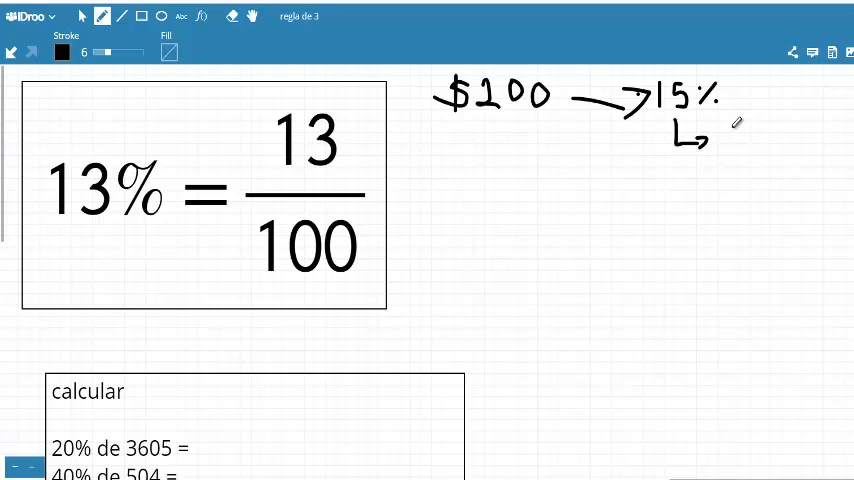 IDroo
Abc
f()
regla de 3
Stroke
Fill
6
13% = 13/100
$100 → 15%
calcular
20% de 3605 =
40% de 504 =